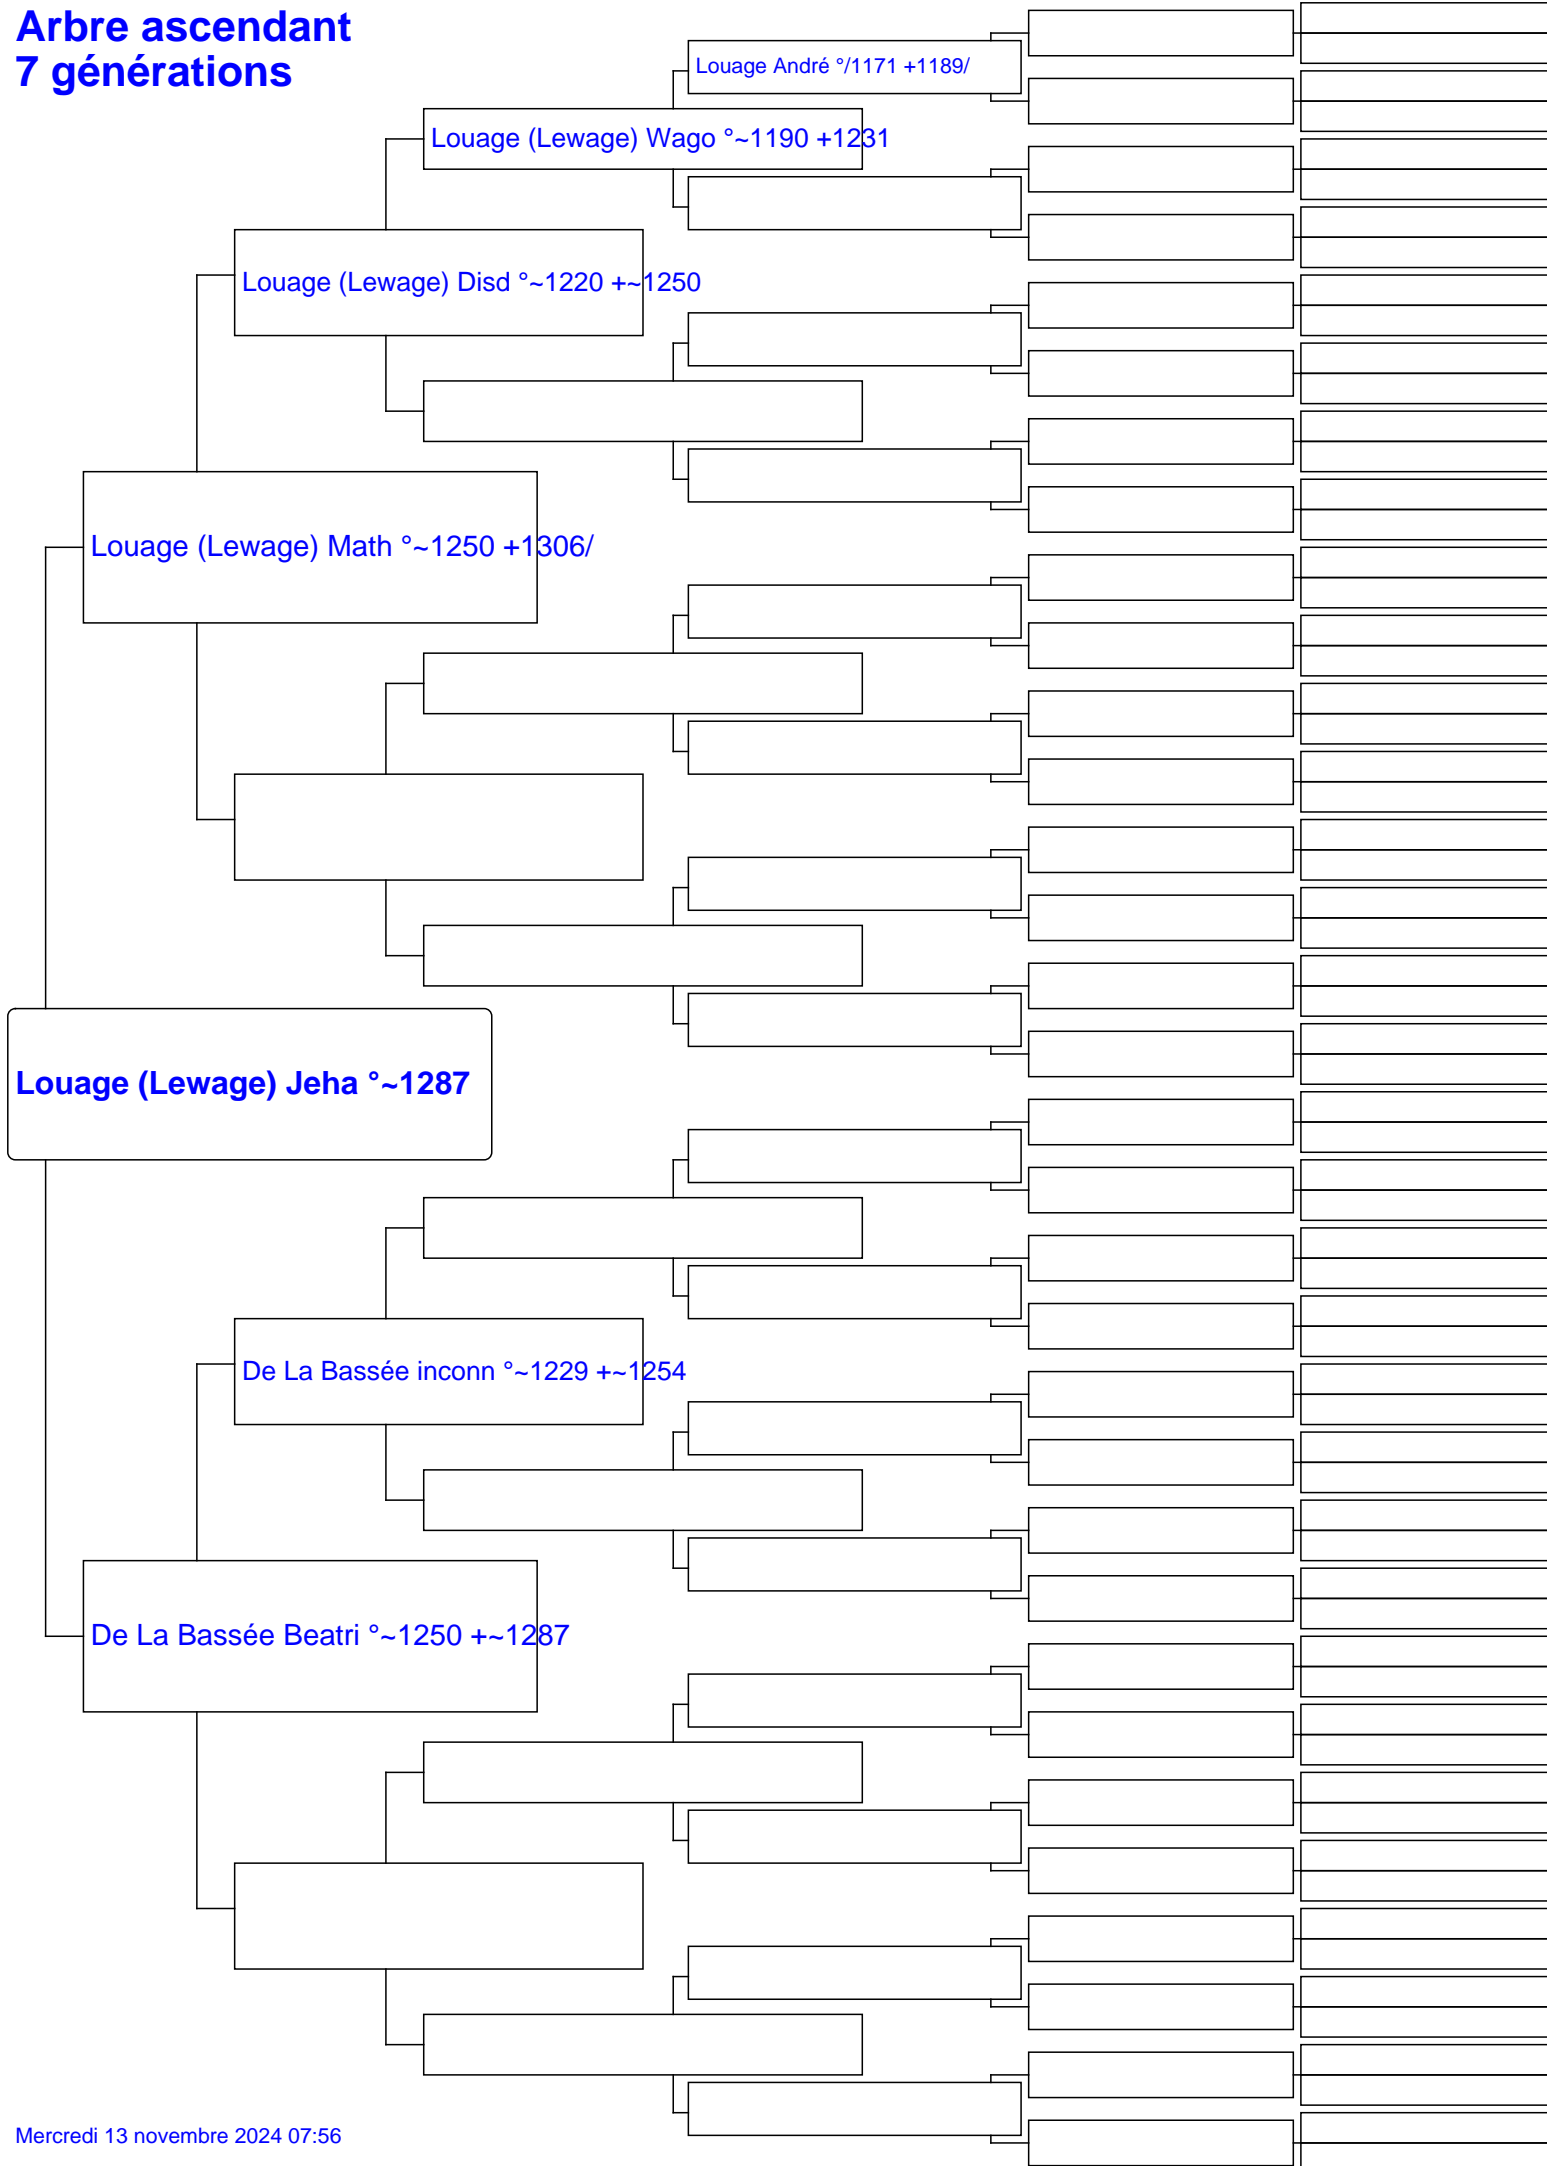 Arbre ascendant
7 générations
Louage André °/1171 +1189/
Louage (Lewage) Wago °~1190 +1231
Louage (Lewage) Disd °~1220 +~1250
Louage (Lewage) Math °~1250 +1306/
Louage (Lewage) Jeha °~1287
De La Bassée inconn °~1229 +~1254
De La Bassée Beatri °~1250 +~1287
Mercredi 13 novembre 2024 07:56